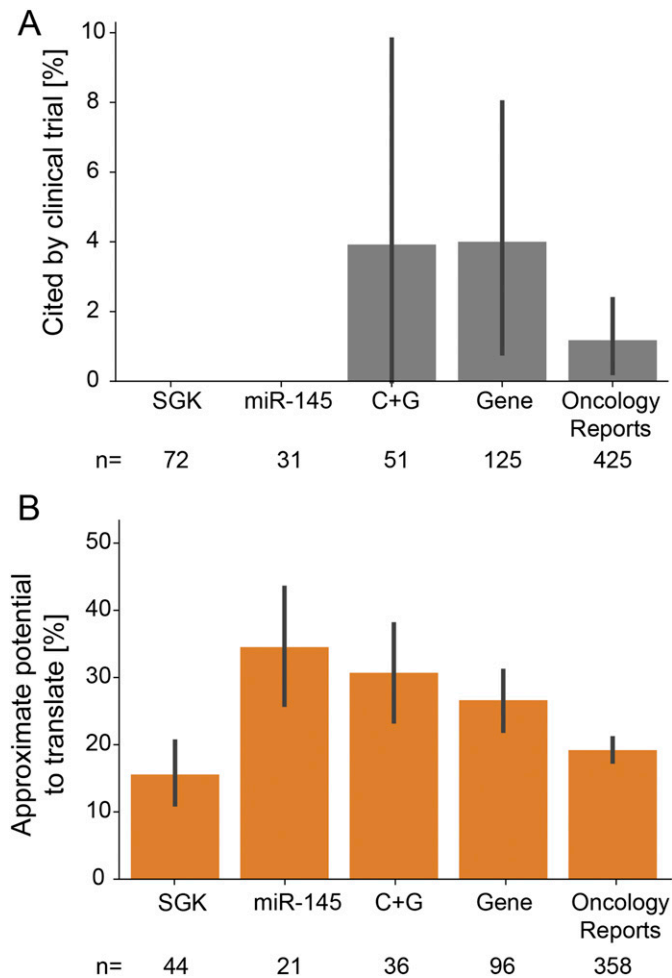 A
Cited by clinical trial [%]
10
8
6
4
2
0
SGK miR-145 C+G Gene Oncology
Reports
n= 72 31 51 125 425
B
Approximate potential
to translate [%]
50
40
30
20
10
0
SGK miR-145 C+G Gene Oncology
Reports
n= 44 21 36 96 358